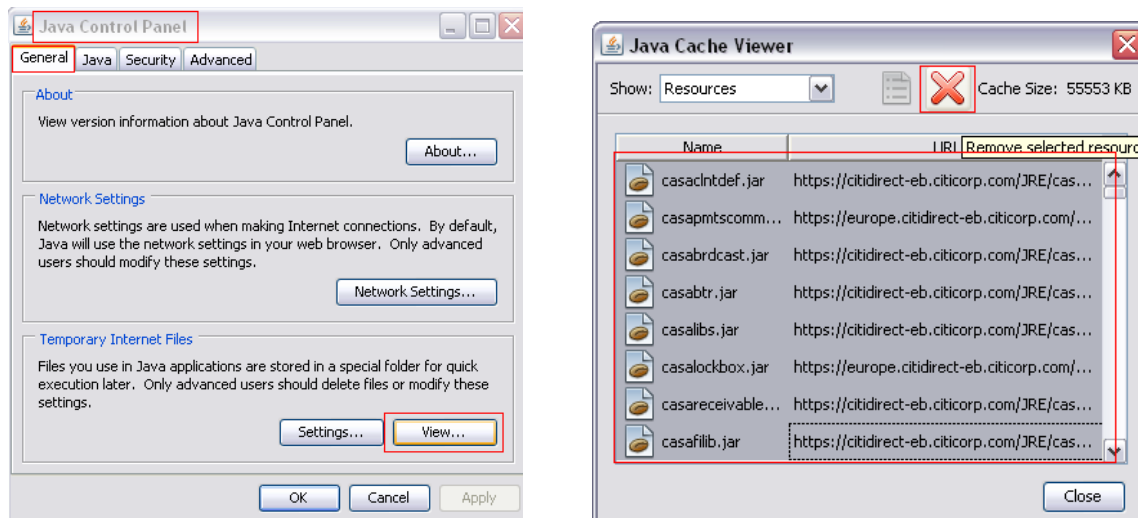 Java Control Panel
General Java Security Advanced
About
View version information about Java Control Panel.
About...
Network Settings
Network settings are used when making Internet connections. By default,
Java will use the network settings in your web browser. Only advanced
users should modify these settings.
Network Settings...
Temporary Internet Files
Files you use in Java applications are stored in a special folder for quick
execution later. Only advanced users should delete files or modify these
settings.
Settings... View...
OK Cancel Apply
Java Cache Viewer
Show: Resources Cache Size: 55553 KB
Name URL Remove selected resourc
casaclntdef.jar https://citidirect-eb.citicorp.com/JRE/cas...
casapmtscomm... https://europe.citidirect-eb.citicorp.com/...
casabrdcast.jar https://citidirect-eb.citicorp.com/JRE/cas...
casabtr.jar https://citidirect-eb.citicorp.com/JRE/cas...
casalibs.jar https://citidirect-eb.citicorp.com/JRE/cas...
casalockbox.jar https://europe.citidirect-eb.citicorp.com/...
casareceivable... https://citidirect-eb.citicorp.com/JRE/cas...
casafilib.jar https://citidirect-eb.citicorp.com/JRE/cas...
Close